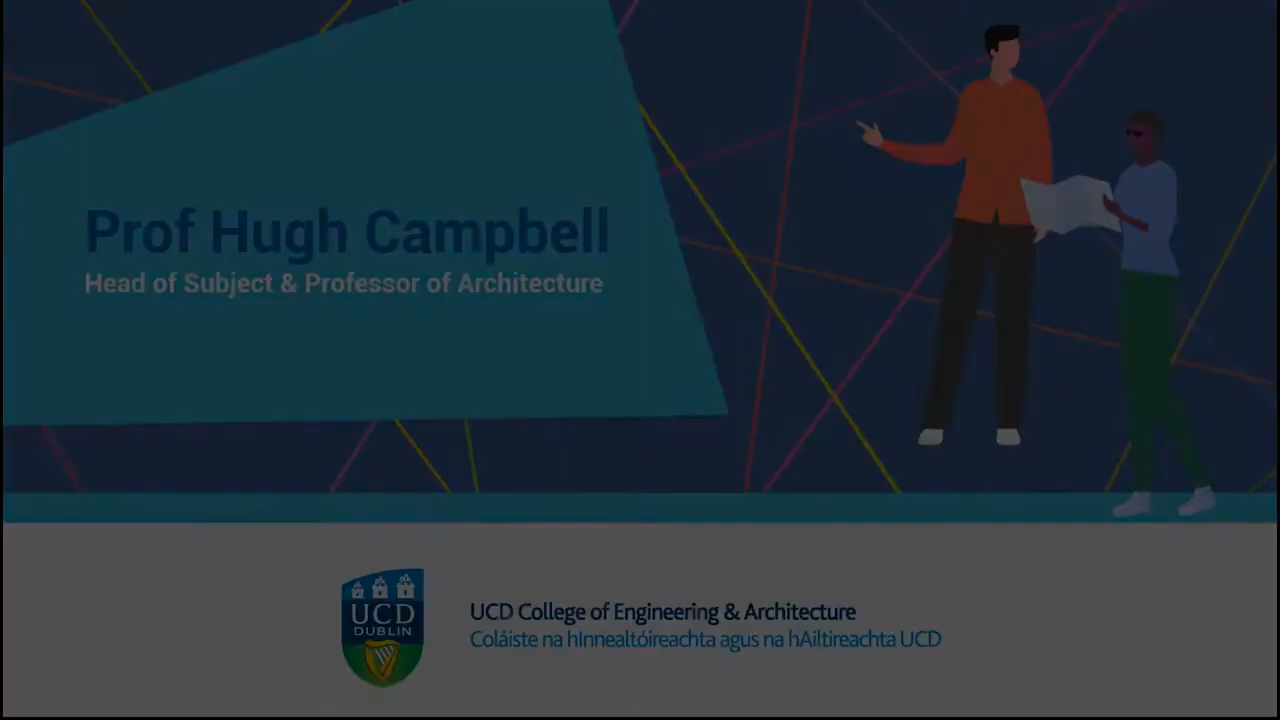 Prof Hugh Campbell
Head of Subject & Professor of Architecture
UCD
DUBLIN
UCD College of Engineering & Architecture
Coláiste na hInnealtóireachta agus na hAiltireachta UCD